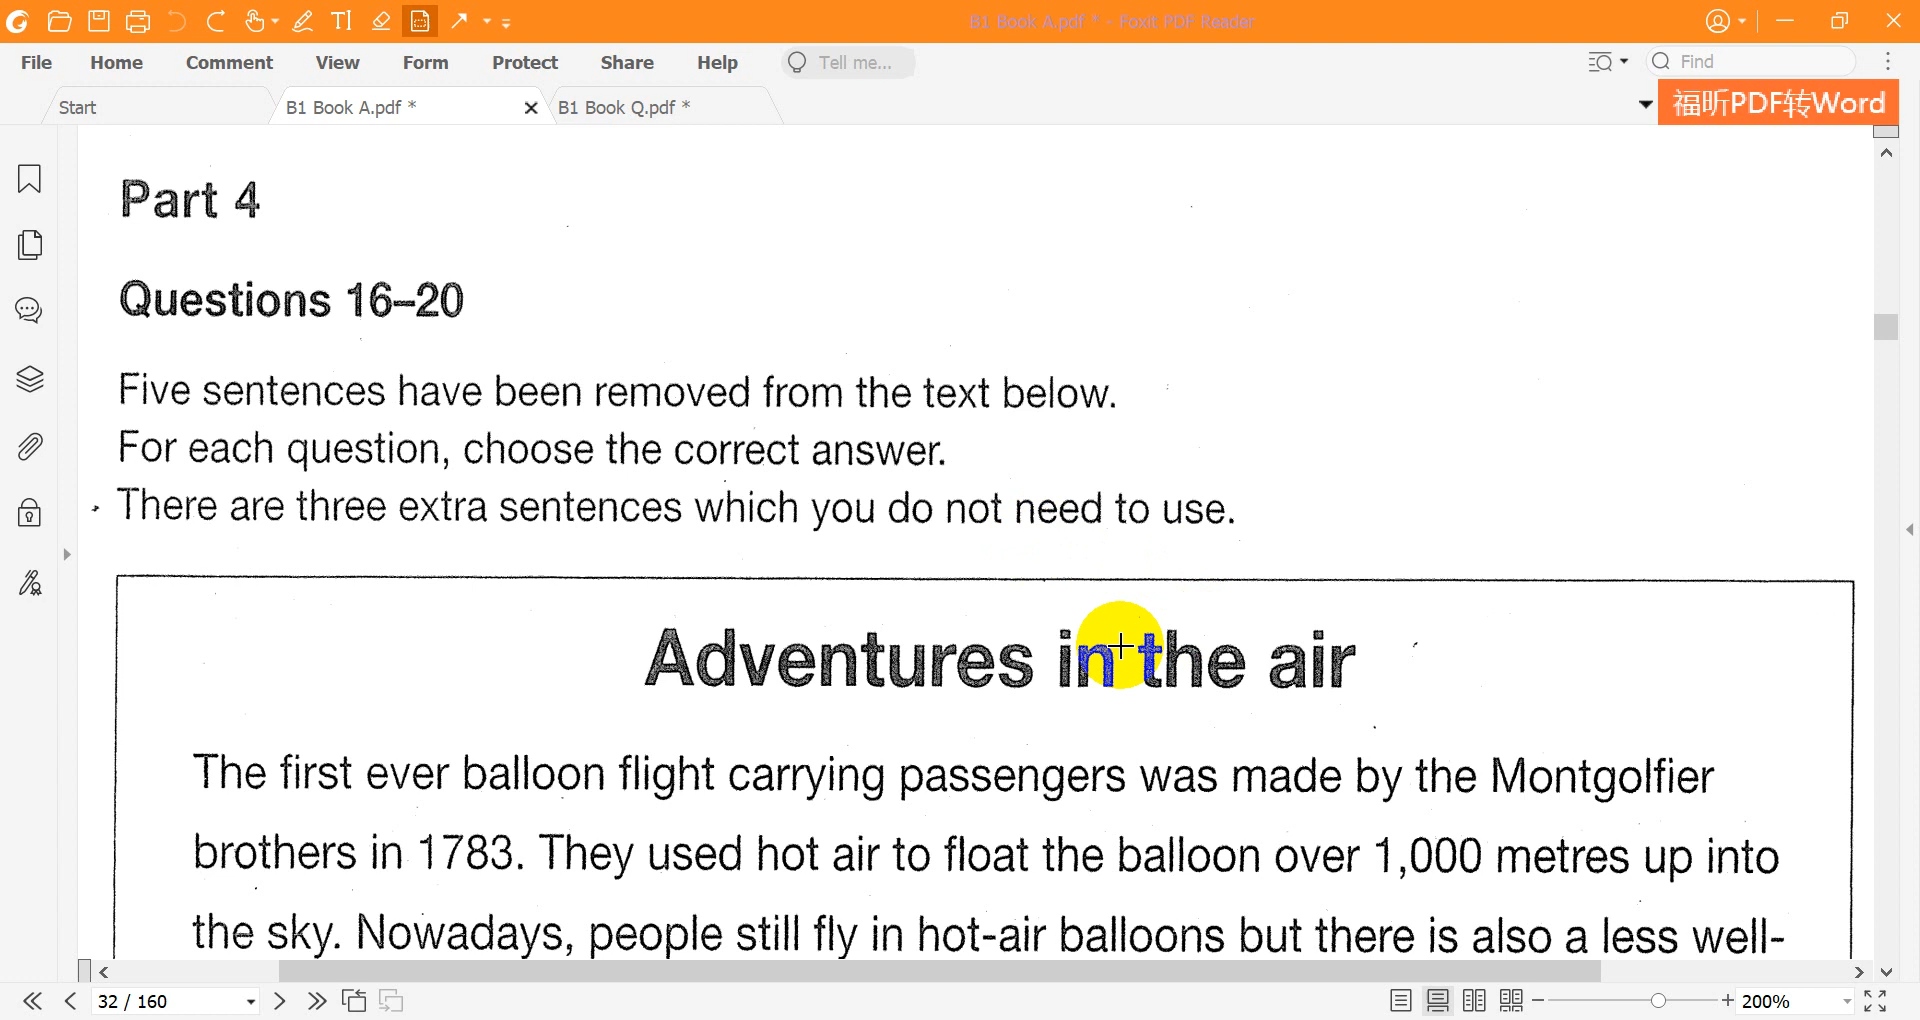 B1 Book A.pdf * - Foxit PDF Reader
File Home Comment View Form Protect Share Help Tell me... Find
Start B1 Book A.pdf * B1 Book Q.pdf * 福昕PDF转Word
Part 4
Questions 16–20
Five sentences have been removed from the text below.
For each question, choose the correct answer.
There are three extra sentences which you do not need to use.
Adventures in the air
The first ever balloon flight carrying passengers was made by the Montgolfier
brothers in 1783. They used hot air to float the balloon over 1,000 metres up into
the sky. Nowadays, people still fly in hot-air balloons but there is also a less well-
32 / 160 200%